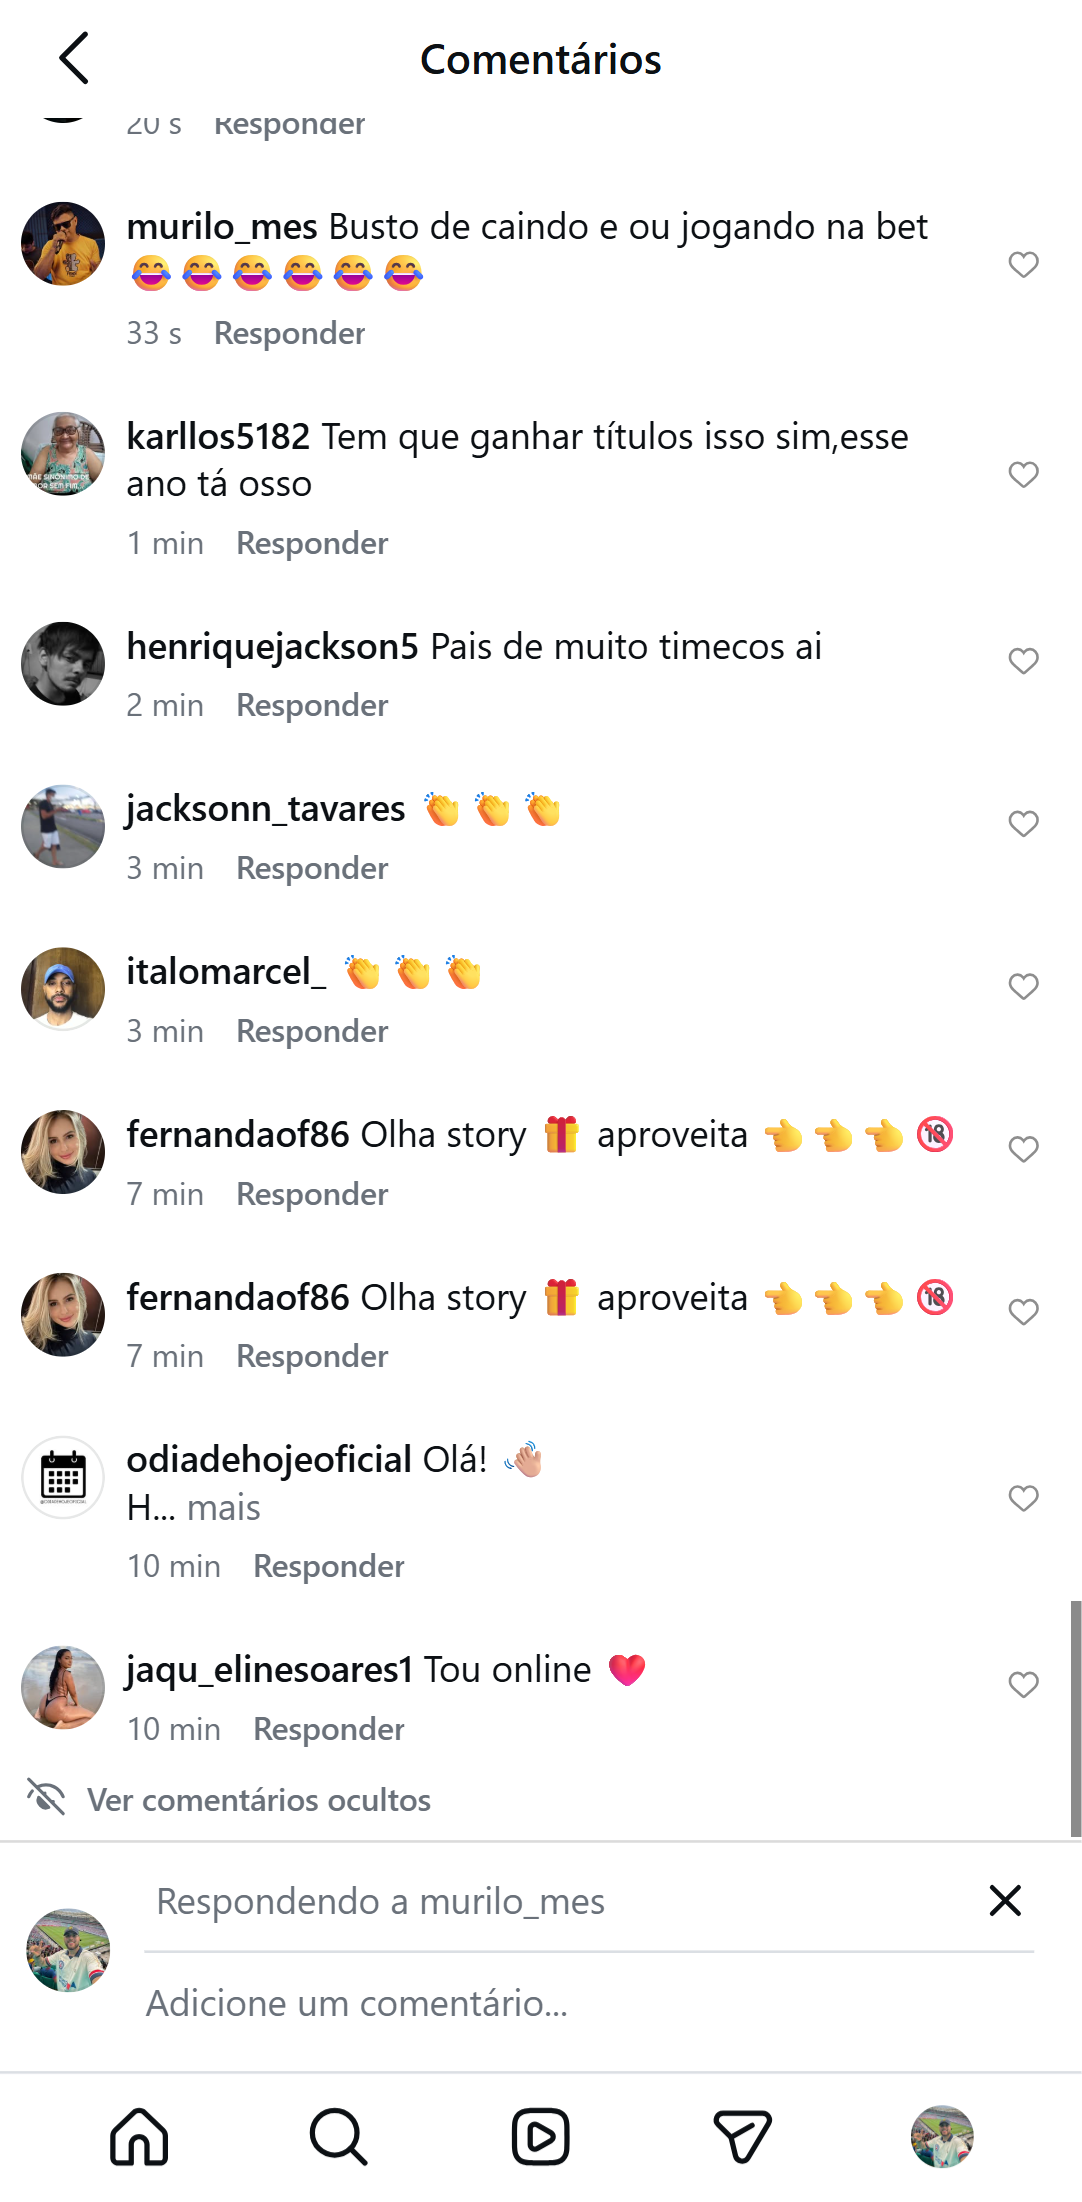 Comentários
20 s Responder
murilo_mes Busto de caindo e ou jogando na bet
😂 😂 😂 😂 😂 😂
33 s Responder
karllos5182 Tem que ganhar títulos isso sim,esse
ano tá osso
1 min Responder
henriquejackson5 Pais de muito timecos ai
2 min Responder
jacksonn_tavares 👏 👏 👏
3 min Responder
italomarcel_ 👏 👏 👏
3 min Responder
fernandaof86 Olha story 🎁 aproveita 👈 👈 👈 🔞
7 min Responder
fernandaof86 Olha story 🎁 aproveita 👈 👈 👈 🔞
7 min Responder
odiadehojeoficial Olá! 👋🏼
H... mais
10 min Responder
jaqu_elinesoares1 Tou online ❤️
10 min Responder
Ver comentários ocultos
Respondendo a murilo_mes
Adicione um comentário...